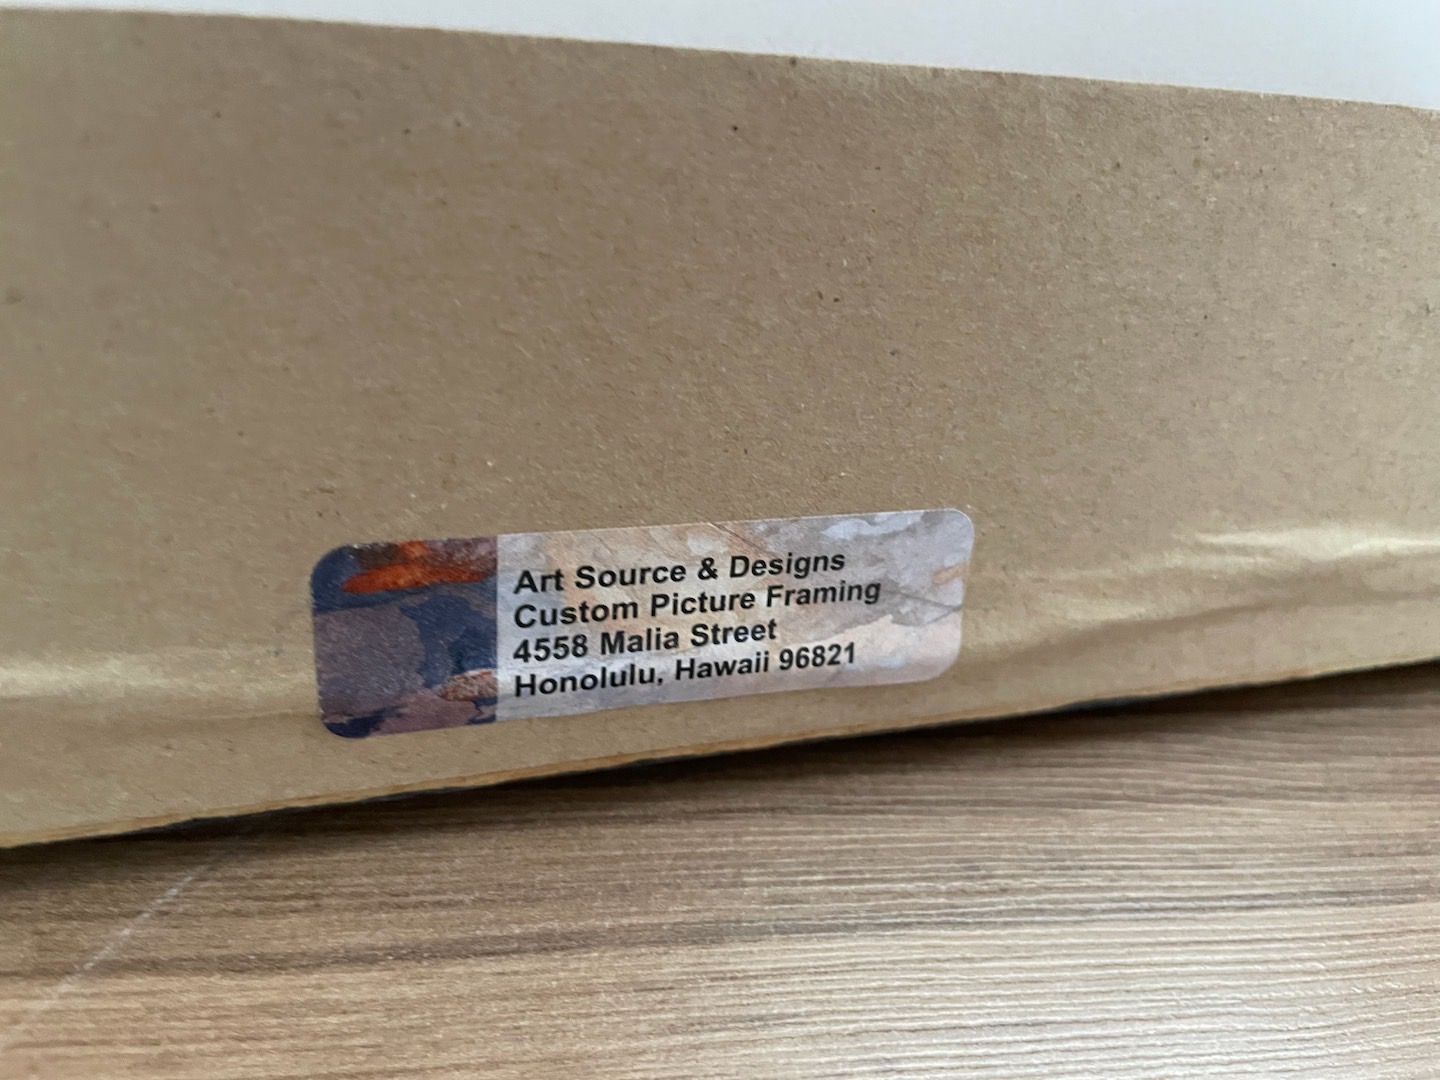 Art Source & Designs
Custom Picture Framing
4558 Malia Street
Honolulu, Hawaii 96821